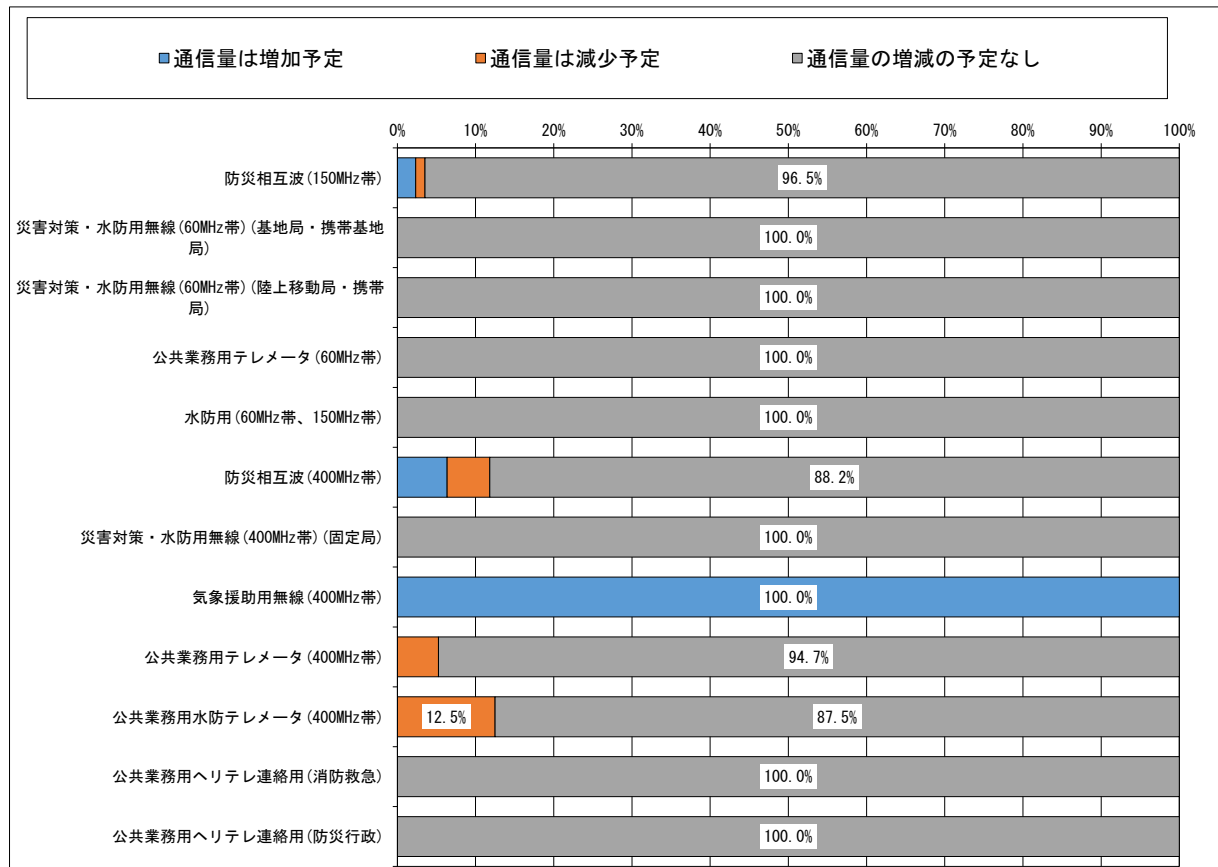 ■通信量は増加予定 ■通信量は減少予定 ■通信量の増減の予定なし
0% 10% 20% 30% 40% 50% 60% 70% 80% 90% 100%
防災相互波(150MHz帯) 96.5%
災害対策・水防用無線(60MHz帯)(基地局・携帯基地
局) 100.0%
災害対策・水防用無線(60MHz帯)(陸上移動局・携帯
局) 100.0%
公共業務用テレメータ(60MHz帯) 100.0%
水防用(60MHz帯、150MHz帯) 100.0%
防災相互波(400MHz帯) 88.2%
災害対策・水防用無線(400MHz帯)(固定局) 100.0%
気象援助用無線(400MHz帯) 100.0%
公共業務用テレメータ(400MHz帯) 94.7%
公共業務用水防テレメータ(400MHz帯) 12.5% 87.5%
公共業務用ヘリテレ連絡用(消防救急) 100.0%
公共業務用ヘリテレ連絡用(防災行政) 100.0%